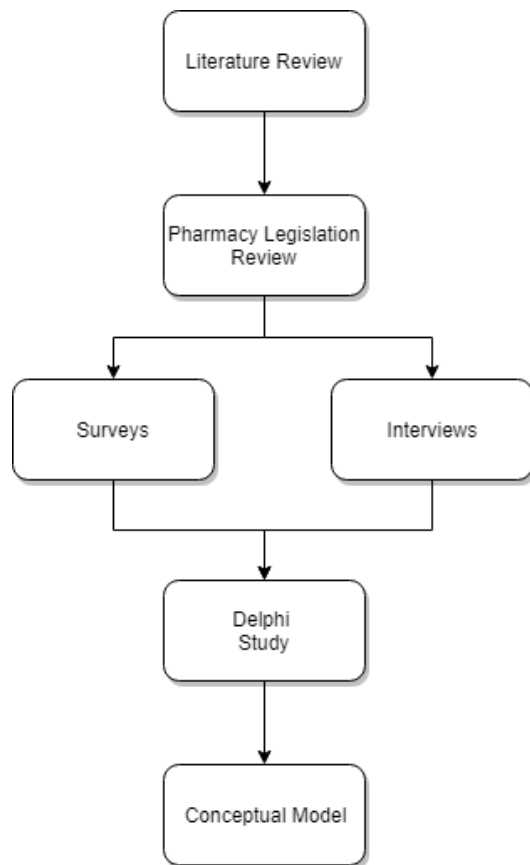 Literature Review
Pharmacy Legislation
Review
Surveys
Interviews
Delphi
Study
Conceptual Model